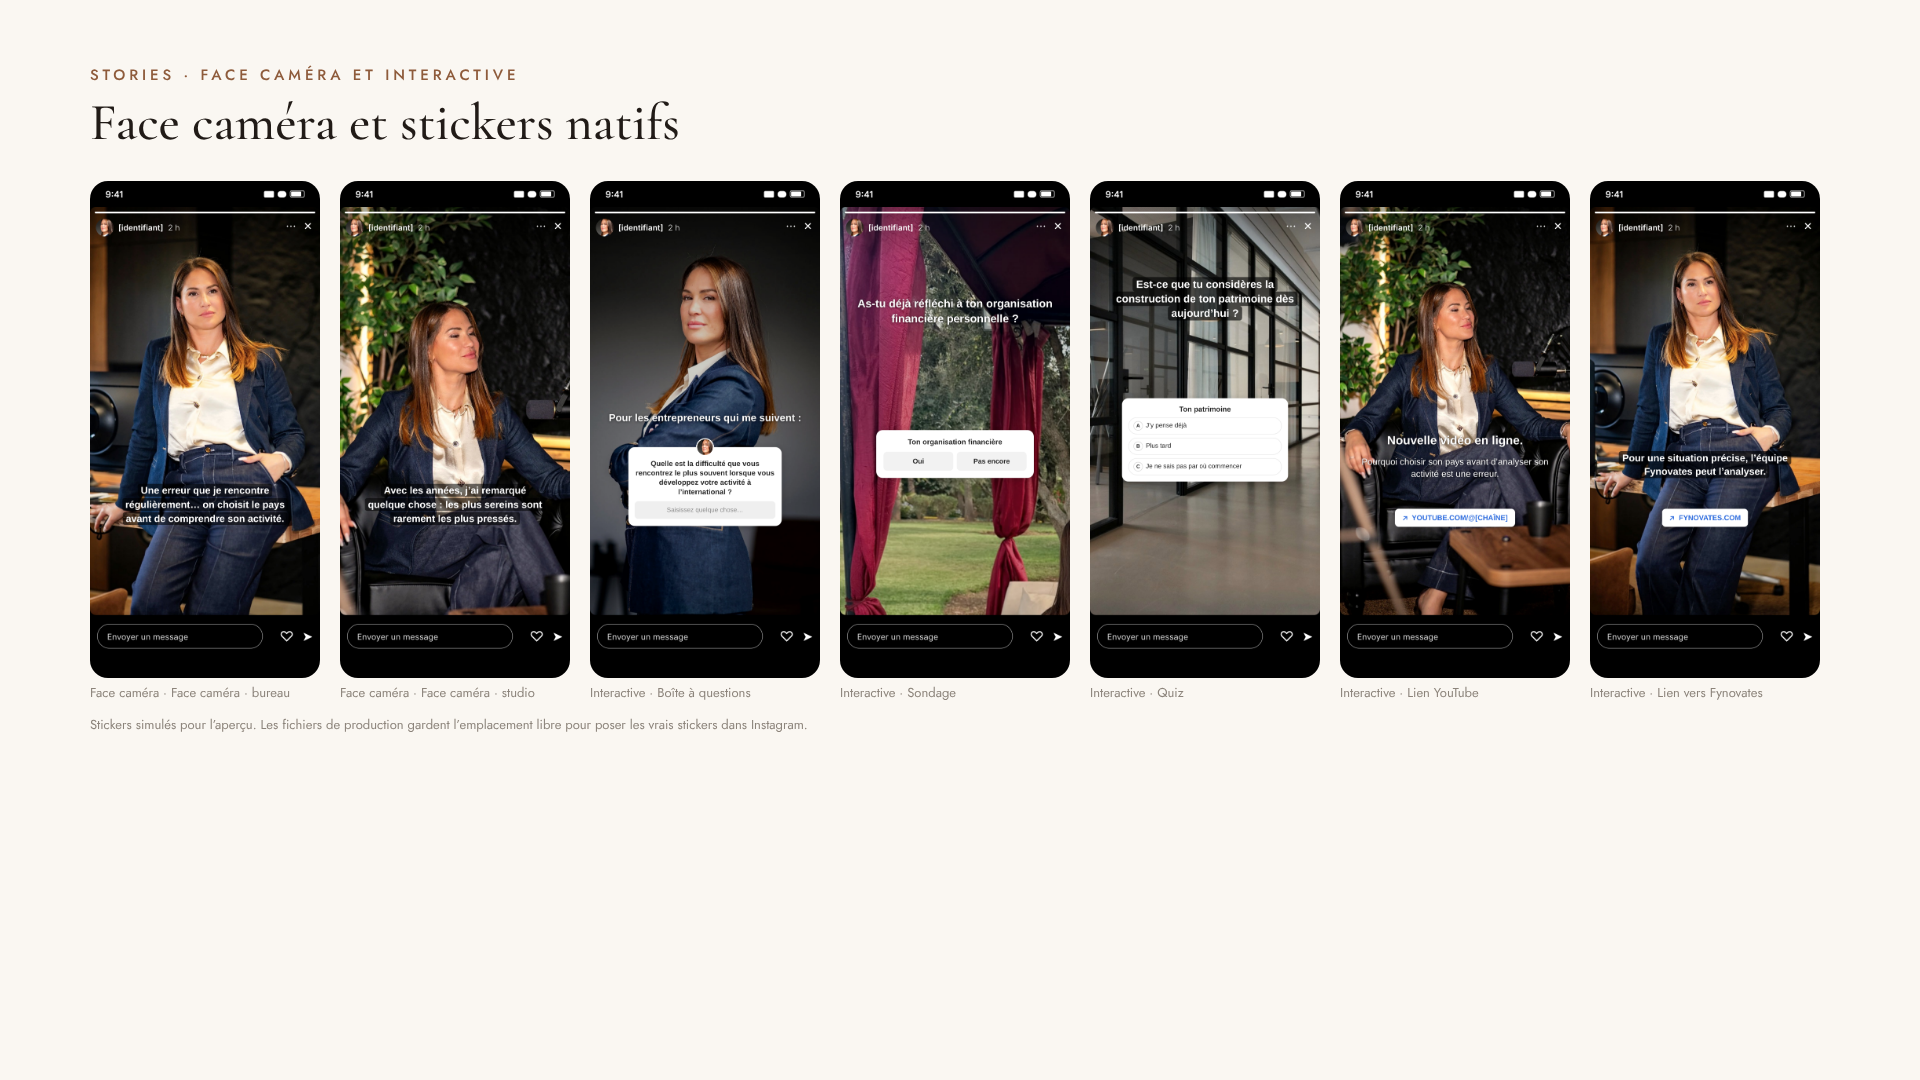 STORIES · FACE CAMÉRA ET INTERACTIVE
Face caméra et stickers natifs
9:41
[identifiant] 2 h
Une erreur que je rencontre
régulièrement… on choisit le pays
avant de comprendre son activité.
Envoyer un message
Face caméra · Face caméra · bureau
9:41
[identifiant] 2 h
Avec les années, j’ai remarqué
quelque chose : les plus sereins sont
rarement les plus pressés.
Envoyer un message
Face caméra · Face caméra · studio
9:41
[identifiant] 2 h
Pour les entrepreneurs qui me suivent :
Quelle est la difficulté que vous
rencontrez le plus souvent lorsque vous
développez votre activité à
l’international ?
Saisissez quelque chose…
Envoyer un message
Interactive · Boîte à questions
9:41
[identifiant] 2 h
As-tu déjà réfléchi à ton organisation
financière personnelle ?
Ton organisation financière
Oui
Pas encore
Envoyer un message
Interactive · Sondage
9:41
[identifiant] 2 h
Est-ce que tu considères la
construction de ton patrimoine dès
aujourd’hui ?
Ton patrimoine
A J’y pense déjà
B Plus tard
C Je ne sais pas par où commencer
Envoyer un message
Interactive · Quiz
9:41
[identifiant] 2 h
Nouvelle vidéo en ligne.
Pourquoi choisir son pays avant d’analyser son
activité est une erreur.
YOUTUBE.COM/@[CHAÎNE]
Envoyer un message
Interactive · Lien YouTube
9:41
[identifiant] 2 h
Pour une situation précise, l’équipe
Fynovates peut l’analyser.
FYNOVATES.COM
Envoyer un message
Interactive · Lien vers Fynovates
Stickers simulés pour l’aperçu. Les fichiers de production gardent l’emplacement libre pour poser les vrais stickers dans Instagram.